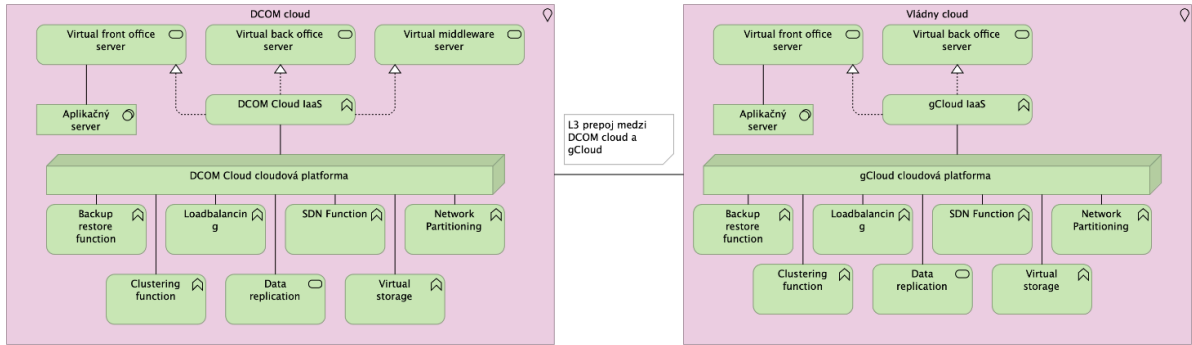 DCOM cloud
Virtual front office
server
Virtual back office
server
Virtual middleware
server
Aplikačný
server
DCOM Cloud IaaS
DCOM Cloud cloudová platforma
Backup
restore
function
Loadbalancin
g
SDN Function
Network
Partitioning
Clustering
function
Data
replication
Virtual
storage
L3 prepoj medzi
DCOM cloud a
gCloud
Vládny cloud
Virtual front office
server
Virtual back office
server
Aplikačný
server
gCloud IaaS
gCloud cloudová platforma
Backup
restore
function
Loadbalancin
g
SDN Function
Network
Partitioning
Clustering
function
Data
replication
Virtual
storage